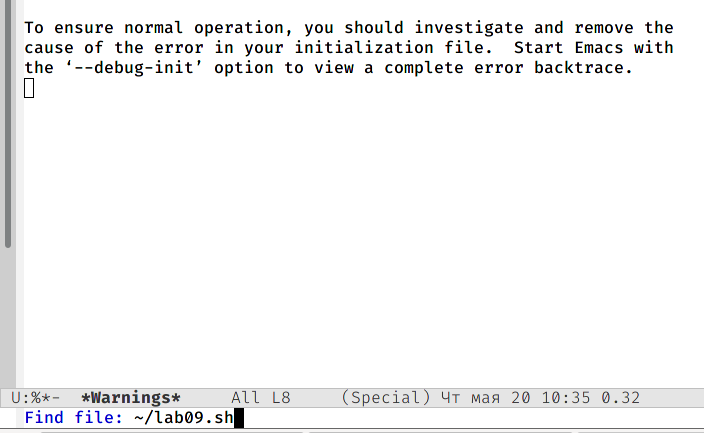 To ensure normal operation, you should investigate and remove the
cause of the error in your initialization file.  Start Emacs with
the ‘--debug-init’ option to view a complete error backtrace.
U:%*-  *Warnings*     All L8     (Special) Чт мая 20 10:35 0.32
Find file: ~/lab09.sh